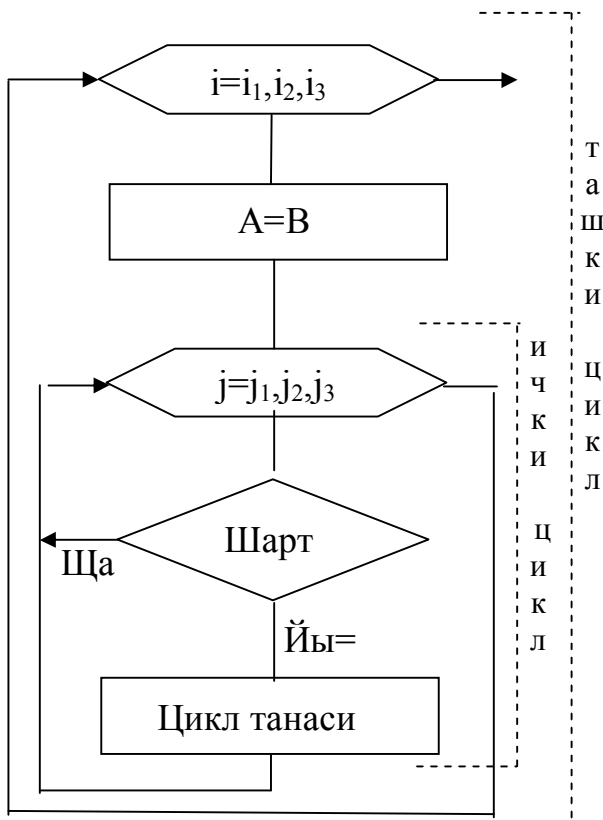 i=i₁,i₂,i₃
A=B
j=j₁,j₂,j₃
Шарт
Ща
Йы=
Цикл танаси
ички цикл
ташки цикл